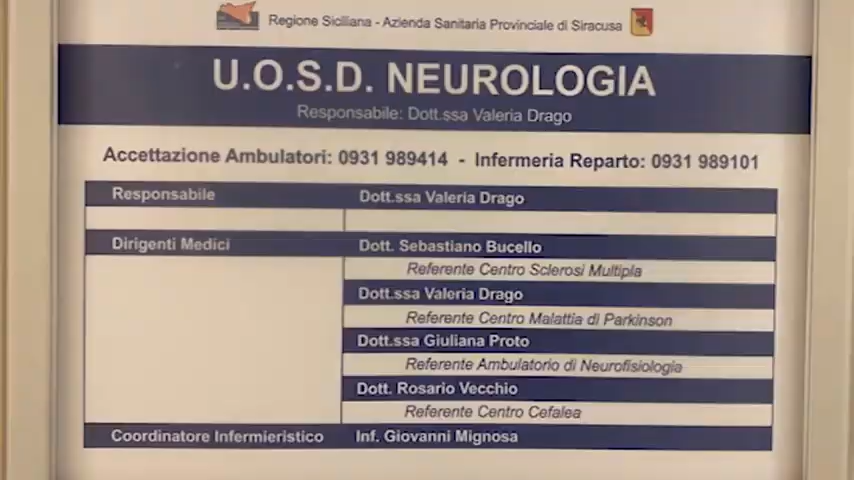 Regione Siciliana - Azienda Sanitaria Provinciale di Siracusa
U.O.S.D. NEUROLOGIA
Responsabile: Dott.ssa Valeria Drago
Accettazione Ambulatori: 0931 989414 - Infermeria Reparto: 0931 989101
Responsabile Dott.ssa Valeria Drago
Dirigenti Medici Dott. Sebastiano Bucello
Referente Centro Sclerosi Multipla
Dott.ssa Valeria Drago
Referente Centro Malattia di Parkinson
Dott.ssa Giuliana Proto
Referente Ambulatorio di Neurofisiologia
Dott. Rosario Vecchio
Referente Centro Cefalea
Coordinatore Infermieristico Inf. Giovanni Mignosa